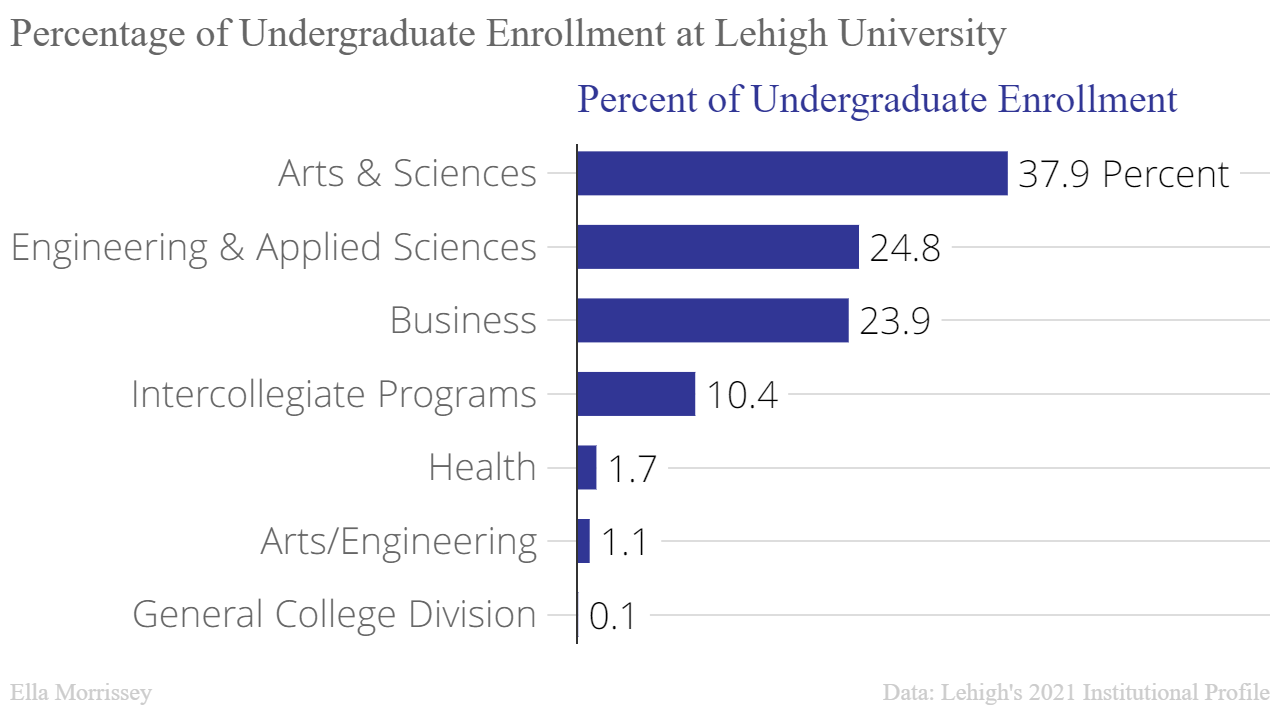 Percentage of Undergraduate Enrollment at Lehigh University
Percent of Undergraduate Enrollment
Arts & Sciences 37.9 Percent
Engineering & Applied Sciences 24.8
Business 23.9
Intercollegiate Programs 10.4
Health 1.7
Arts/Engineering 1.1
General College Division 0.1
Ella Morrissey Data: Lehigh's 2021 Institutional Profile